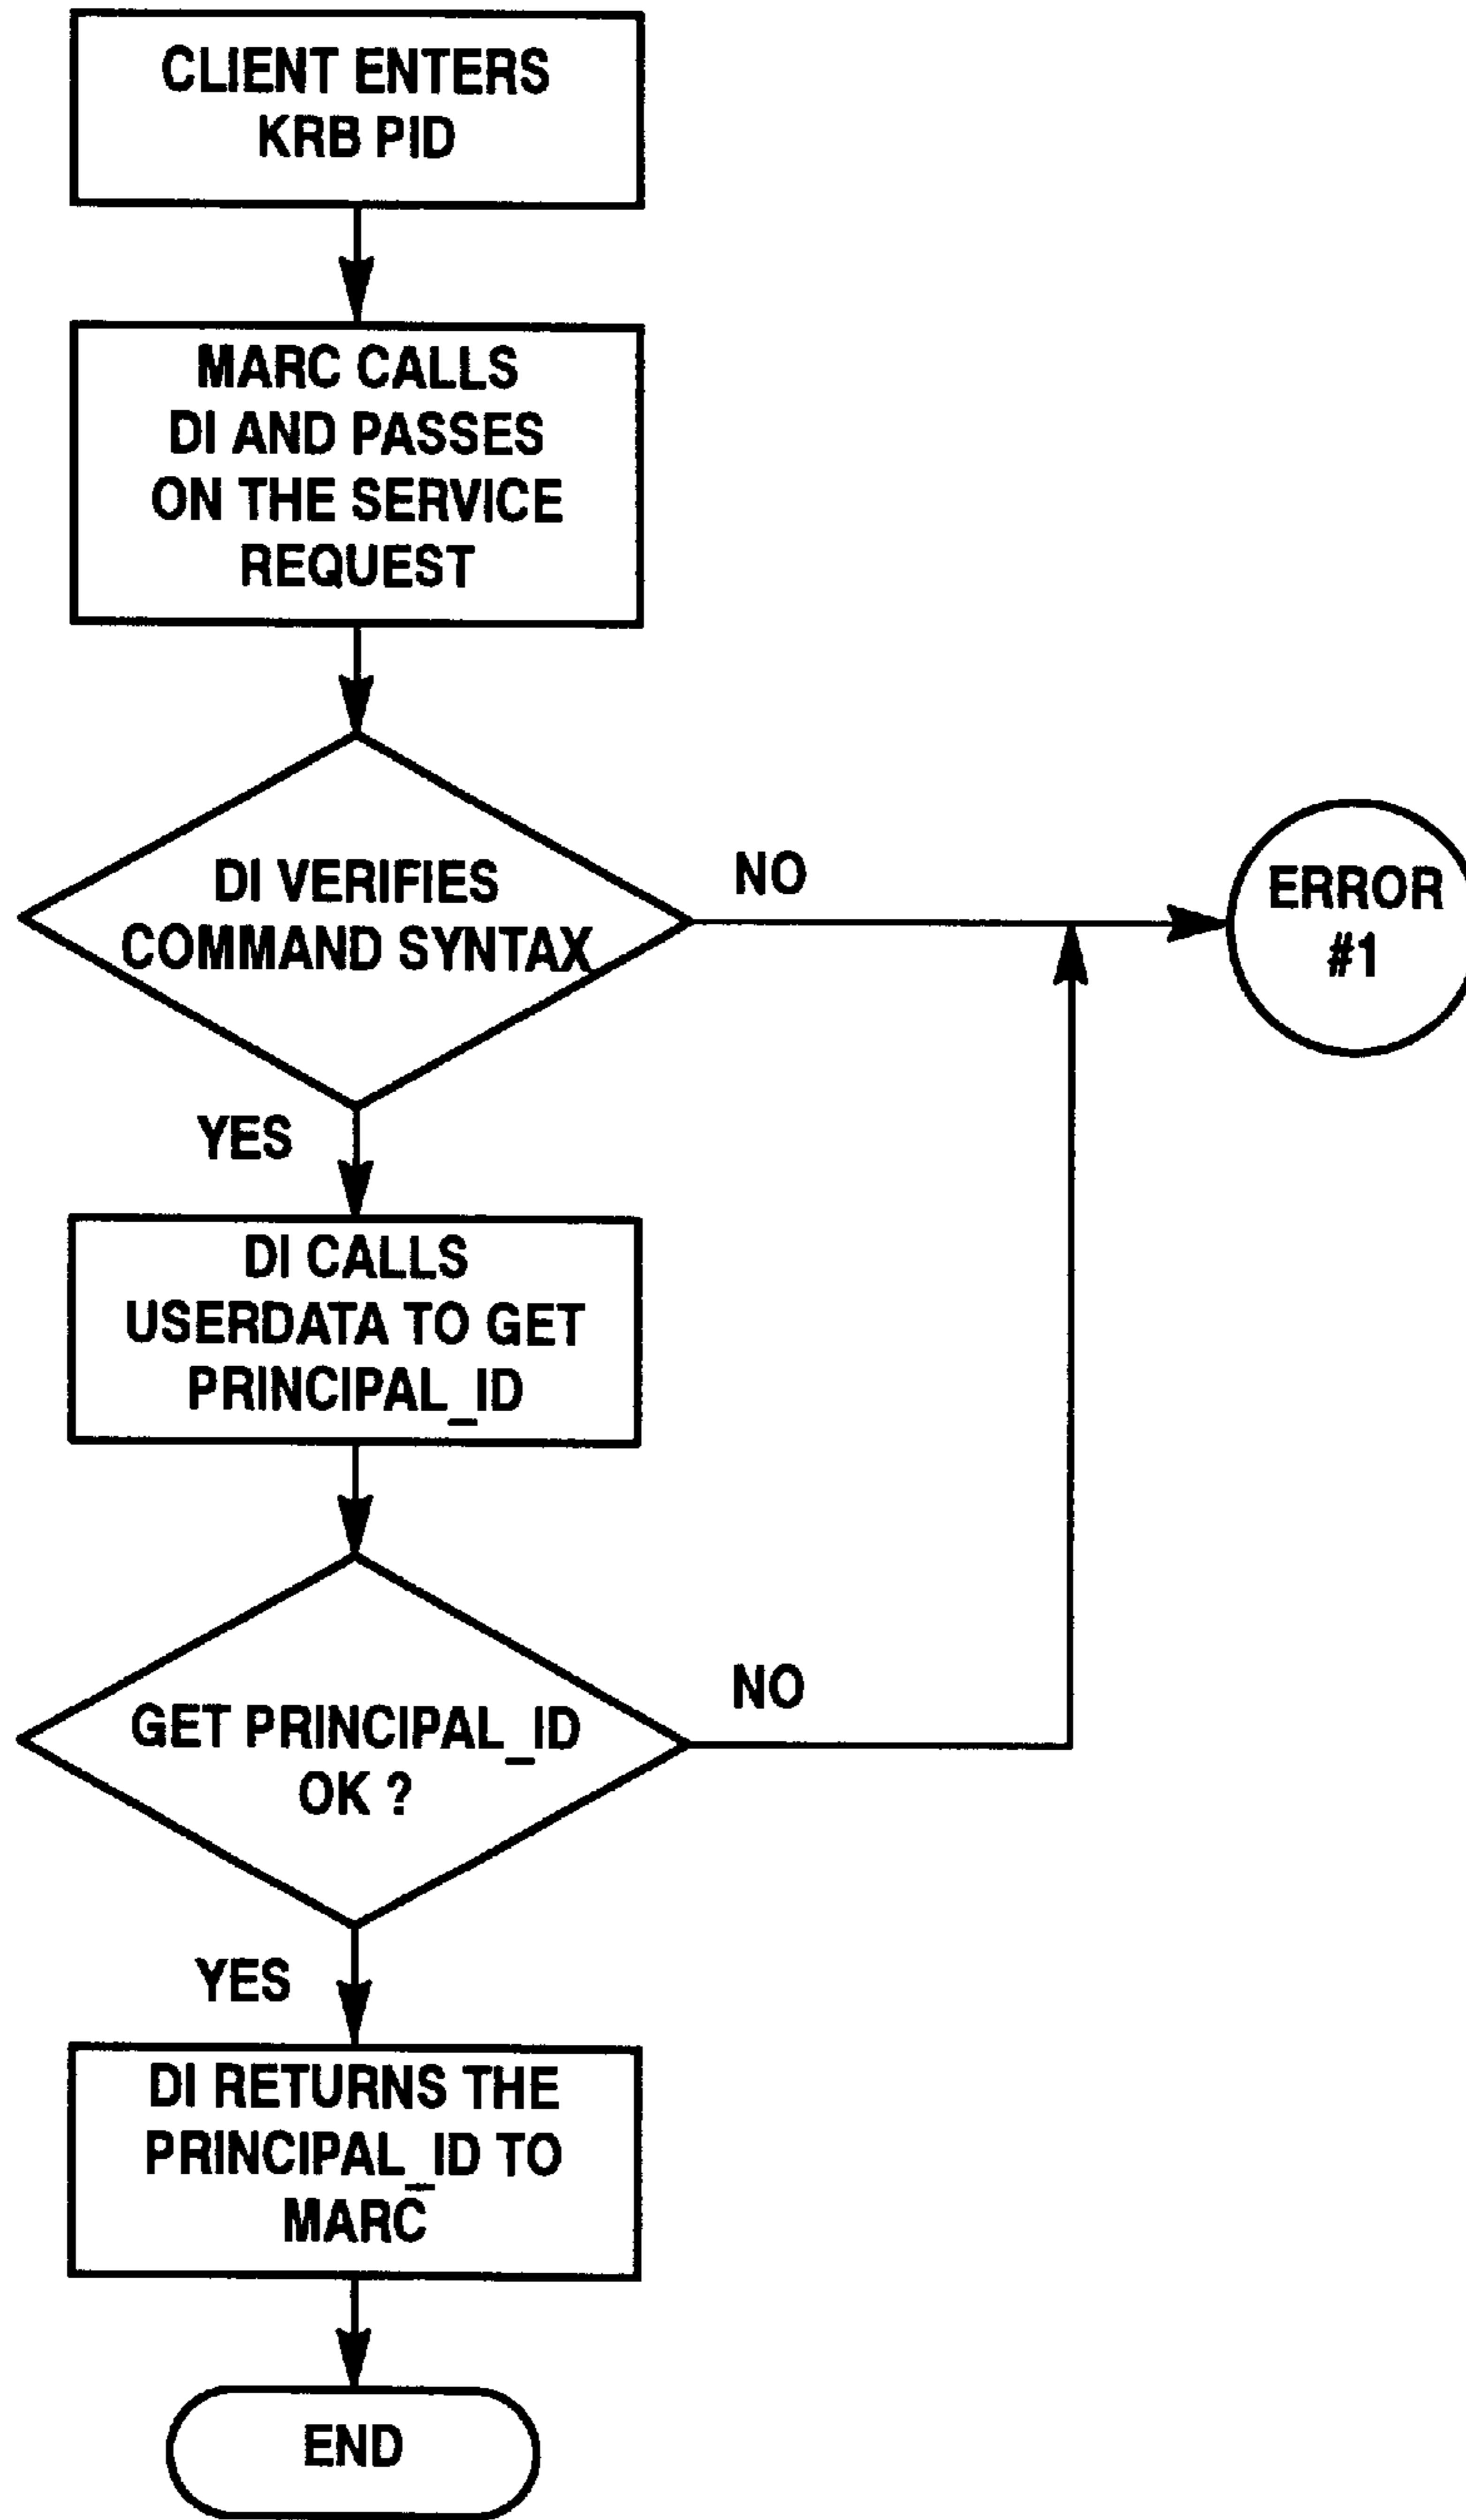 CLIENT ENTERS
KRB PID
MARC CALLS
DI AND PASSES
ON THE SERVICE
REQUEST
DI VERIFIES
COMMAND SYNTAX
NO
ERROR
#1
YES
DI CALLS
USERDATA TO GET
PRINCIPAL_ID
GET PRINCIPAL_ID
OK ?
NO
YES
DI RETURNS THE
PRINCIPAL_ID TO
MARC
END